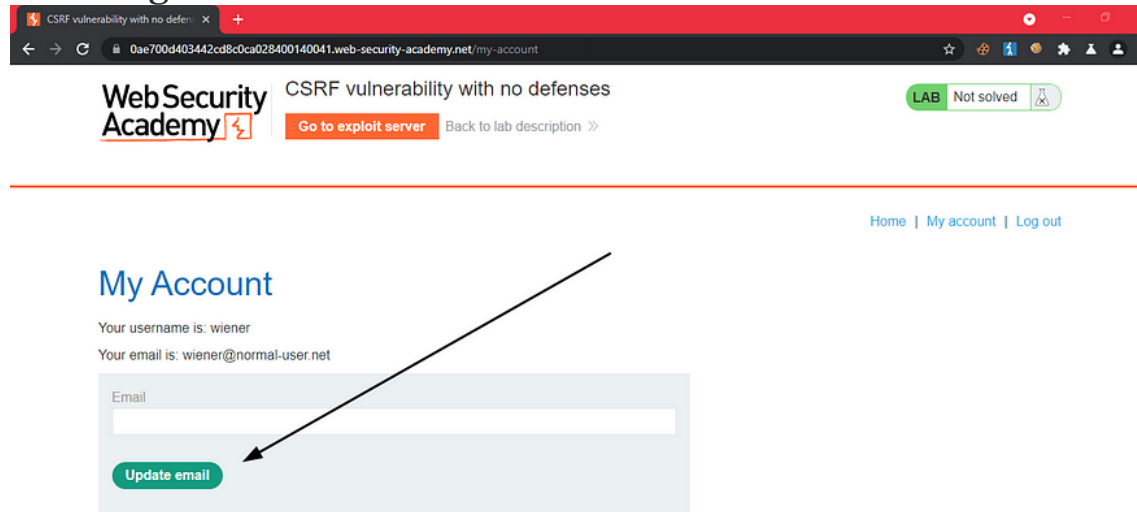 CSRF vulnerability with no defen
0ae700d403442cd8c0ca028400140041.web-security-academy.net/my-account
Web Security
Academy
CSRF vulnerability with no defenses
Go to exploit server
Back to lab description
LAB Not solved
Home | My account | Log out
My Account
Your username is: wiener
Your email is: wiener@normal-user.net
Email
Update email